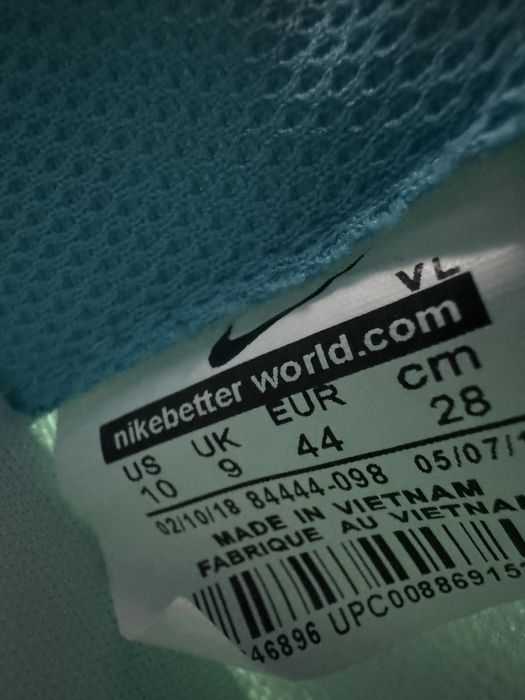 VL
nikebetter world.com
US UK EUR cm
10 9 44 28
02/10/18 84444-098 05/07/1
MADE IN VIETNAM
FABRIQUE AU VIETNA
46896 UPC00886915